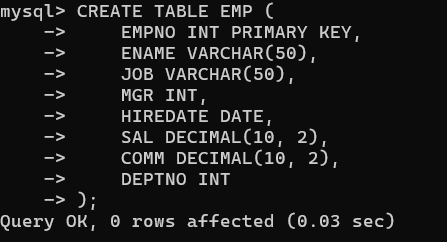 mysql> CREATE TABLE EMP (
    ->     EMPNO INT PRIMARY KEY,
    ->     ENAME VARCHAR(50),
    ->     JOB VARCHAR(50),
    ->     MGR INT,
    ->     HIREDATE DATE,
    ->     SAL DECIMAL(10, 2),
    ->     COMM DECIMAL(10, 2),
    ->     DEPTNO INT
    -> );
Query OK, 0 rows affected (0.03 sec)